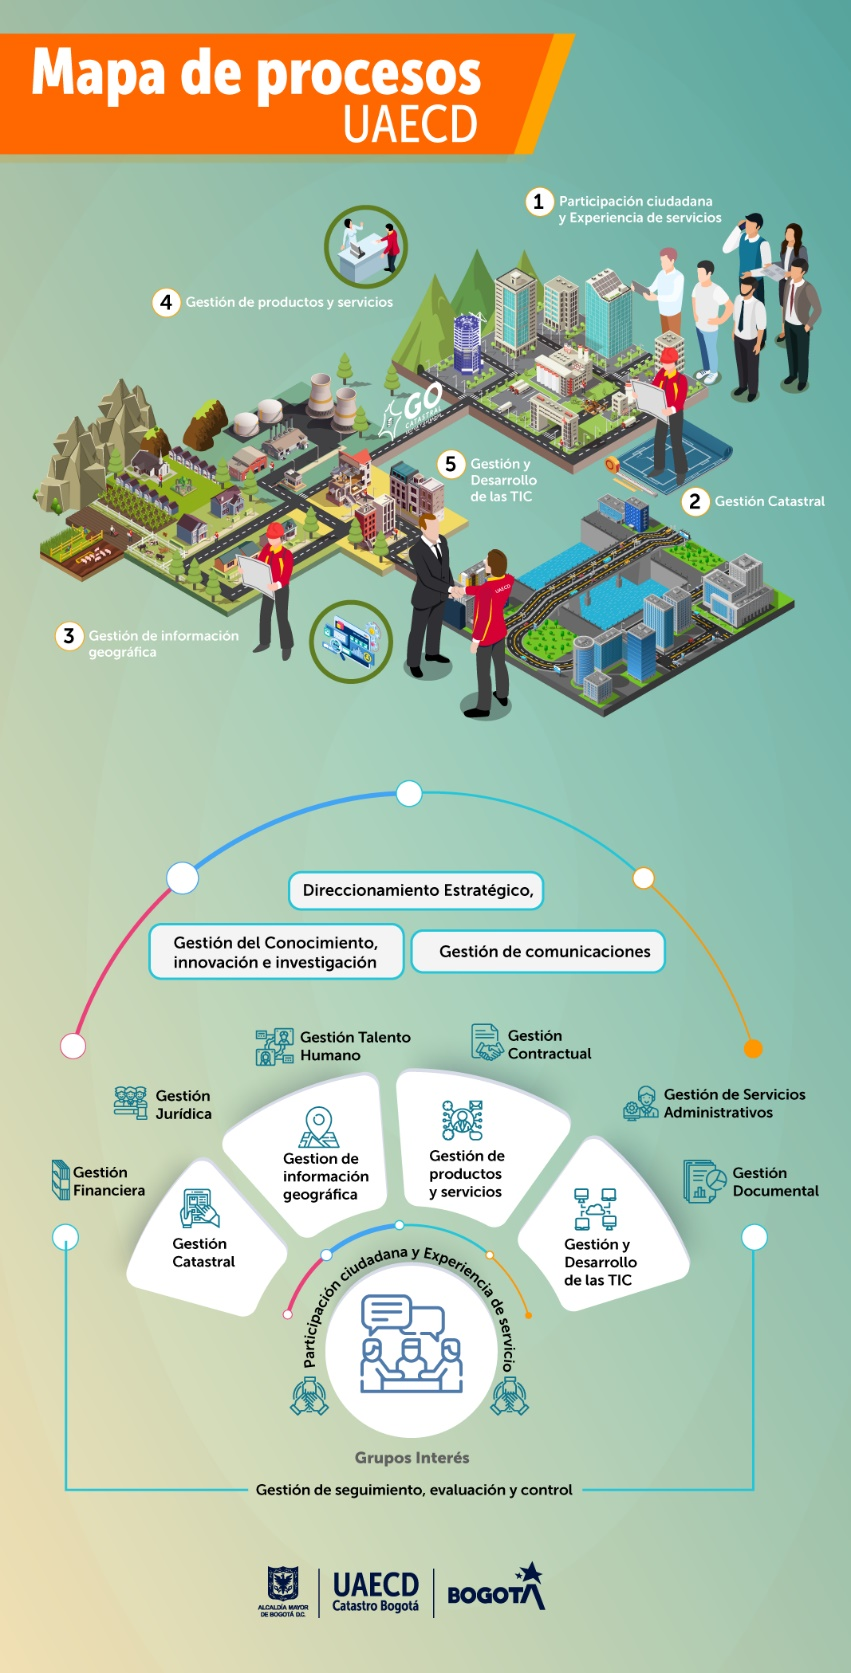 Mapa de procesos
UAECD
1 Participación ciudadana
y Experiencia de servicios
4 Gestión de productos y servicios
GO
CATASTRAL
5 Gestión y
Desarrollo
de las TIC
2 Gestión Catastral
UAECD
3 Gestión de información
geográfica
Direccionamiento Estratégico,
Gestión del Conocimiento,
innovación e investigación
Gestión de comunicaciones
Gestión Talento
Humano
Gestión
Contractual
Gestión
Jurídica
Gestión de Servicios
Administrativos
Gestión
Financiera
Gestión
Documental
Gestión
Catastral
Gestion de
información
geográfica
Gestión de
productos
y servicios
Gestión y
Desarrollo
de las TIC
Participación ciudadana y Experiencia de servicio
Grupos Interés
Gestión de seguimiento, evaluación y control
ALCALDÍA MAYOR
DE BOGOTÁ D.C.
UAECD
Catastro Bogotá
BOGOTÁ